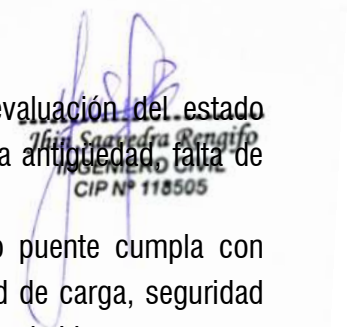 evaluación del estado
Jhin Saavedra Rengifo
a antigüedad, falta de
INGENIERO CIVIL
CIP Nº 118505
o puente cumpla con
d de carga, seguridad